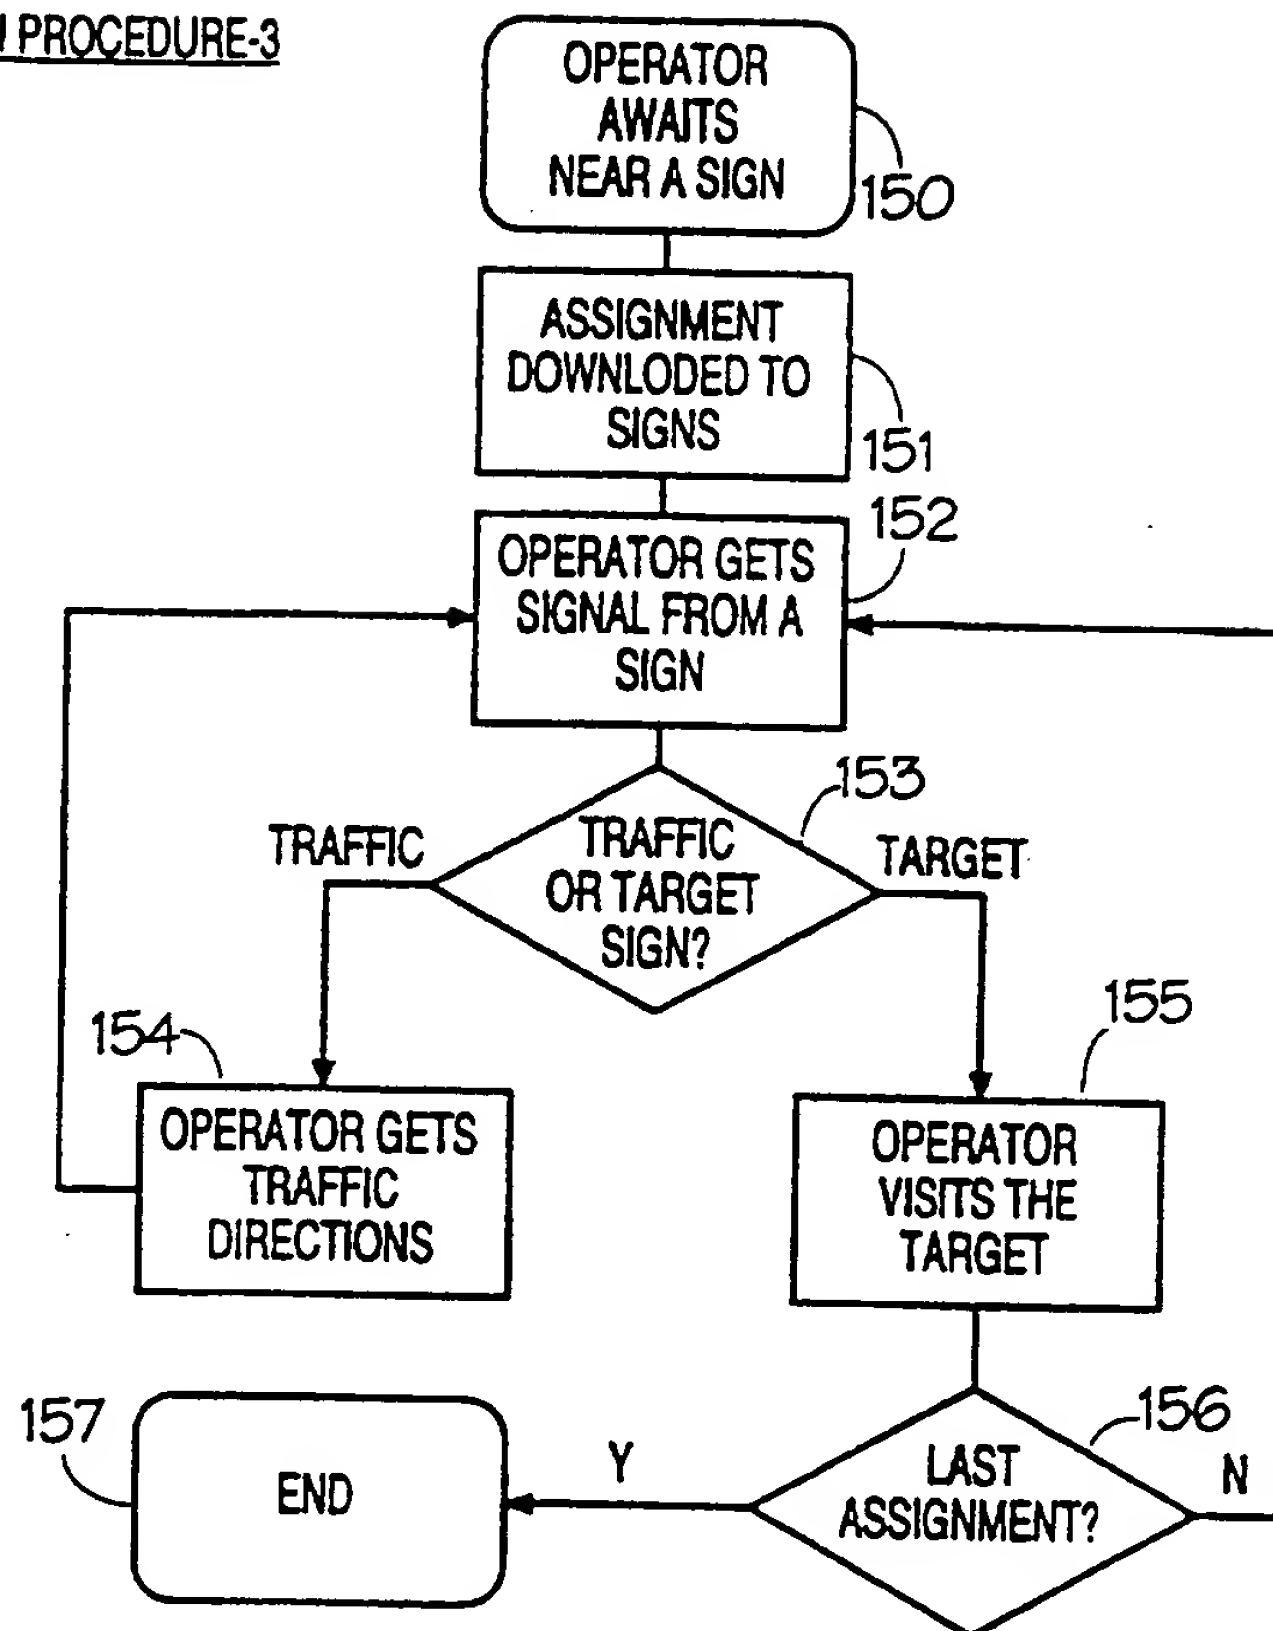 PROCEDURE-3
OPERATOR
AWAITS
NEAR A SIGN
150
ASSIGNMENT
DOWNLODED TO
SIGNS
151
152
OPERATOR GETS
SIGNAL FROM A
SIGN
153
TRAFFIC
TRAFFIC
OR TARGET
SIGN?
TARGET
154
OPERATOR GETS
TRAFFIC
DIRECTIONS
155
OPERATOR
VISITS THE
TARGET
156
LAST
ASSIGNMENT?
Y
N
157
END